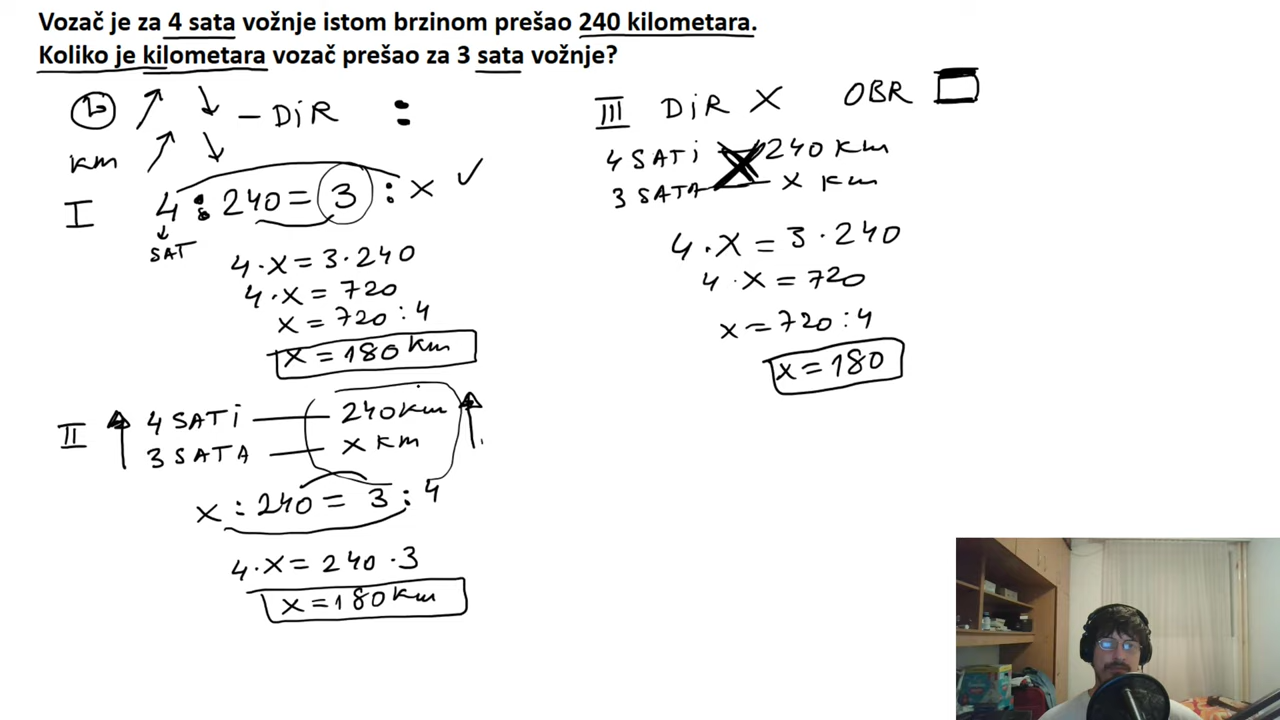 Vozač je za 4 sata vožnje istom brzinom prešao 240 kilometara.
Koliko je kilometara vozač prešao za 3 sata vožnje?
- DiR :
km
I 4 : 240 = 3 : x ✓
SAT
4·x = 3·240
4·x = 720
x = 720 : 4
x = 180 km
II 4 SATi — 240 km
3 SATA — x km
x : 240 = 3 : 4
4·x = 240·3
x = 180 km
III DiR X OBR □
4 SATi 240 km
3 SATA x km
4·x = 3·240
4·x = 720
x = 720 : 4
x = 180